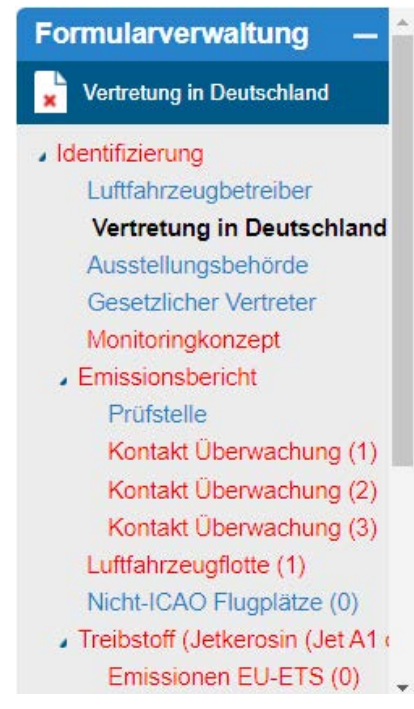 Formularverwaltung –
Vertretung in Deutschland
Identifizierung
Luftfahrzeugbetreiber
Vertretung in Deutschland
Ausstellungsbehörde
Gesetzlicher Vertreter
Monitoringkonzept
Emissionsbericht
Prüfstelle
Kontakt Überwachung (1)
Kontakt Überwachung (2)
Kontakt Überwachung (3)
Luftfahrzeugflotte (1)
Nicht-ICAO Flugplätze (0)
Treibstoff (Jetkerosin (Jet A1
Emissionen EU-ETS (0)